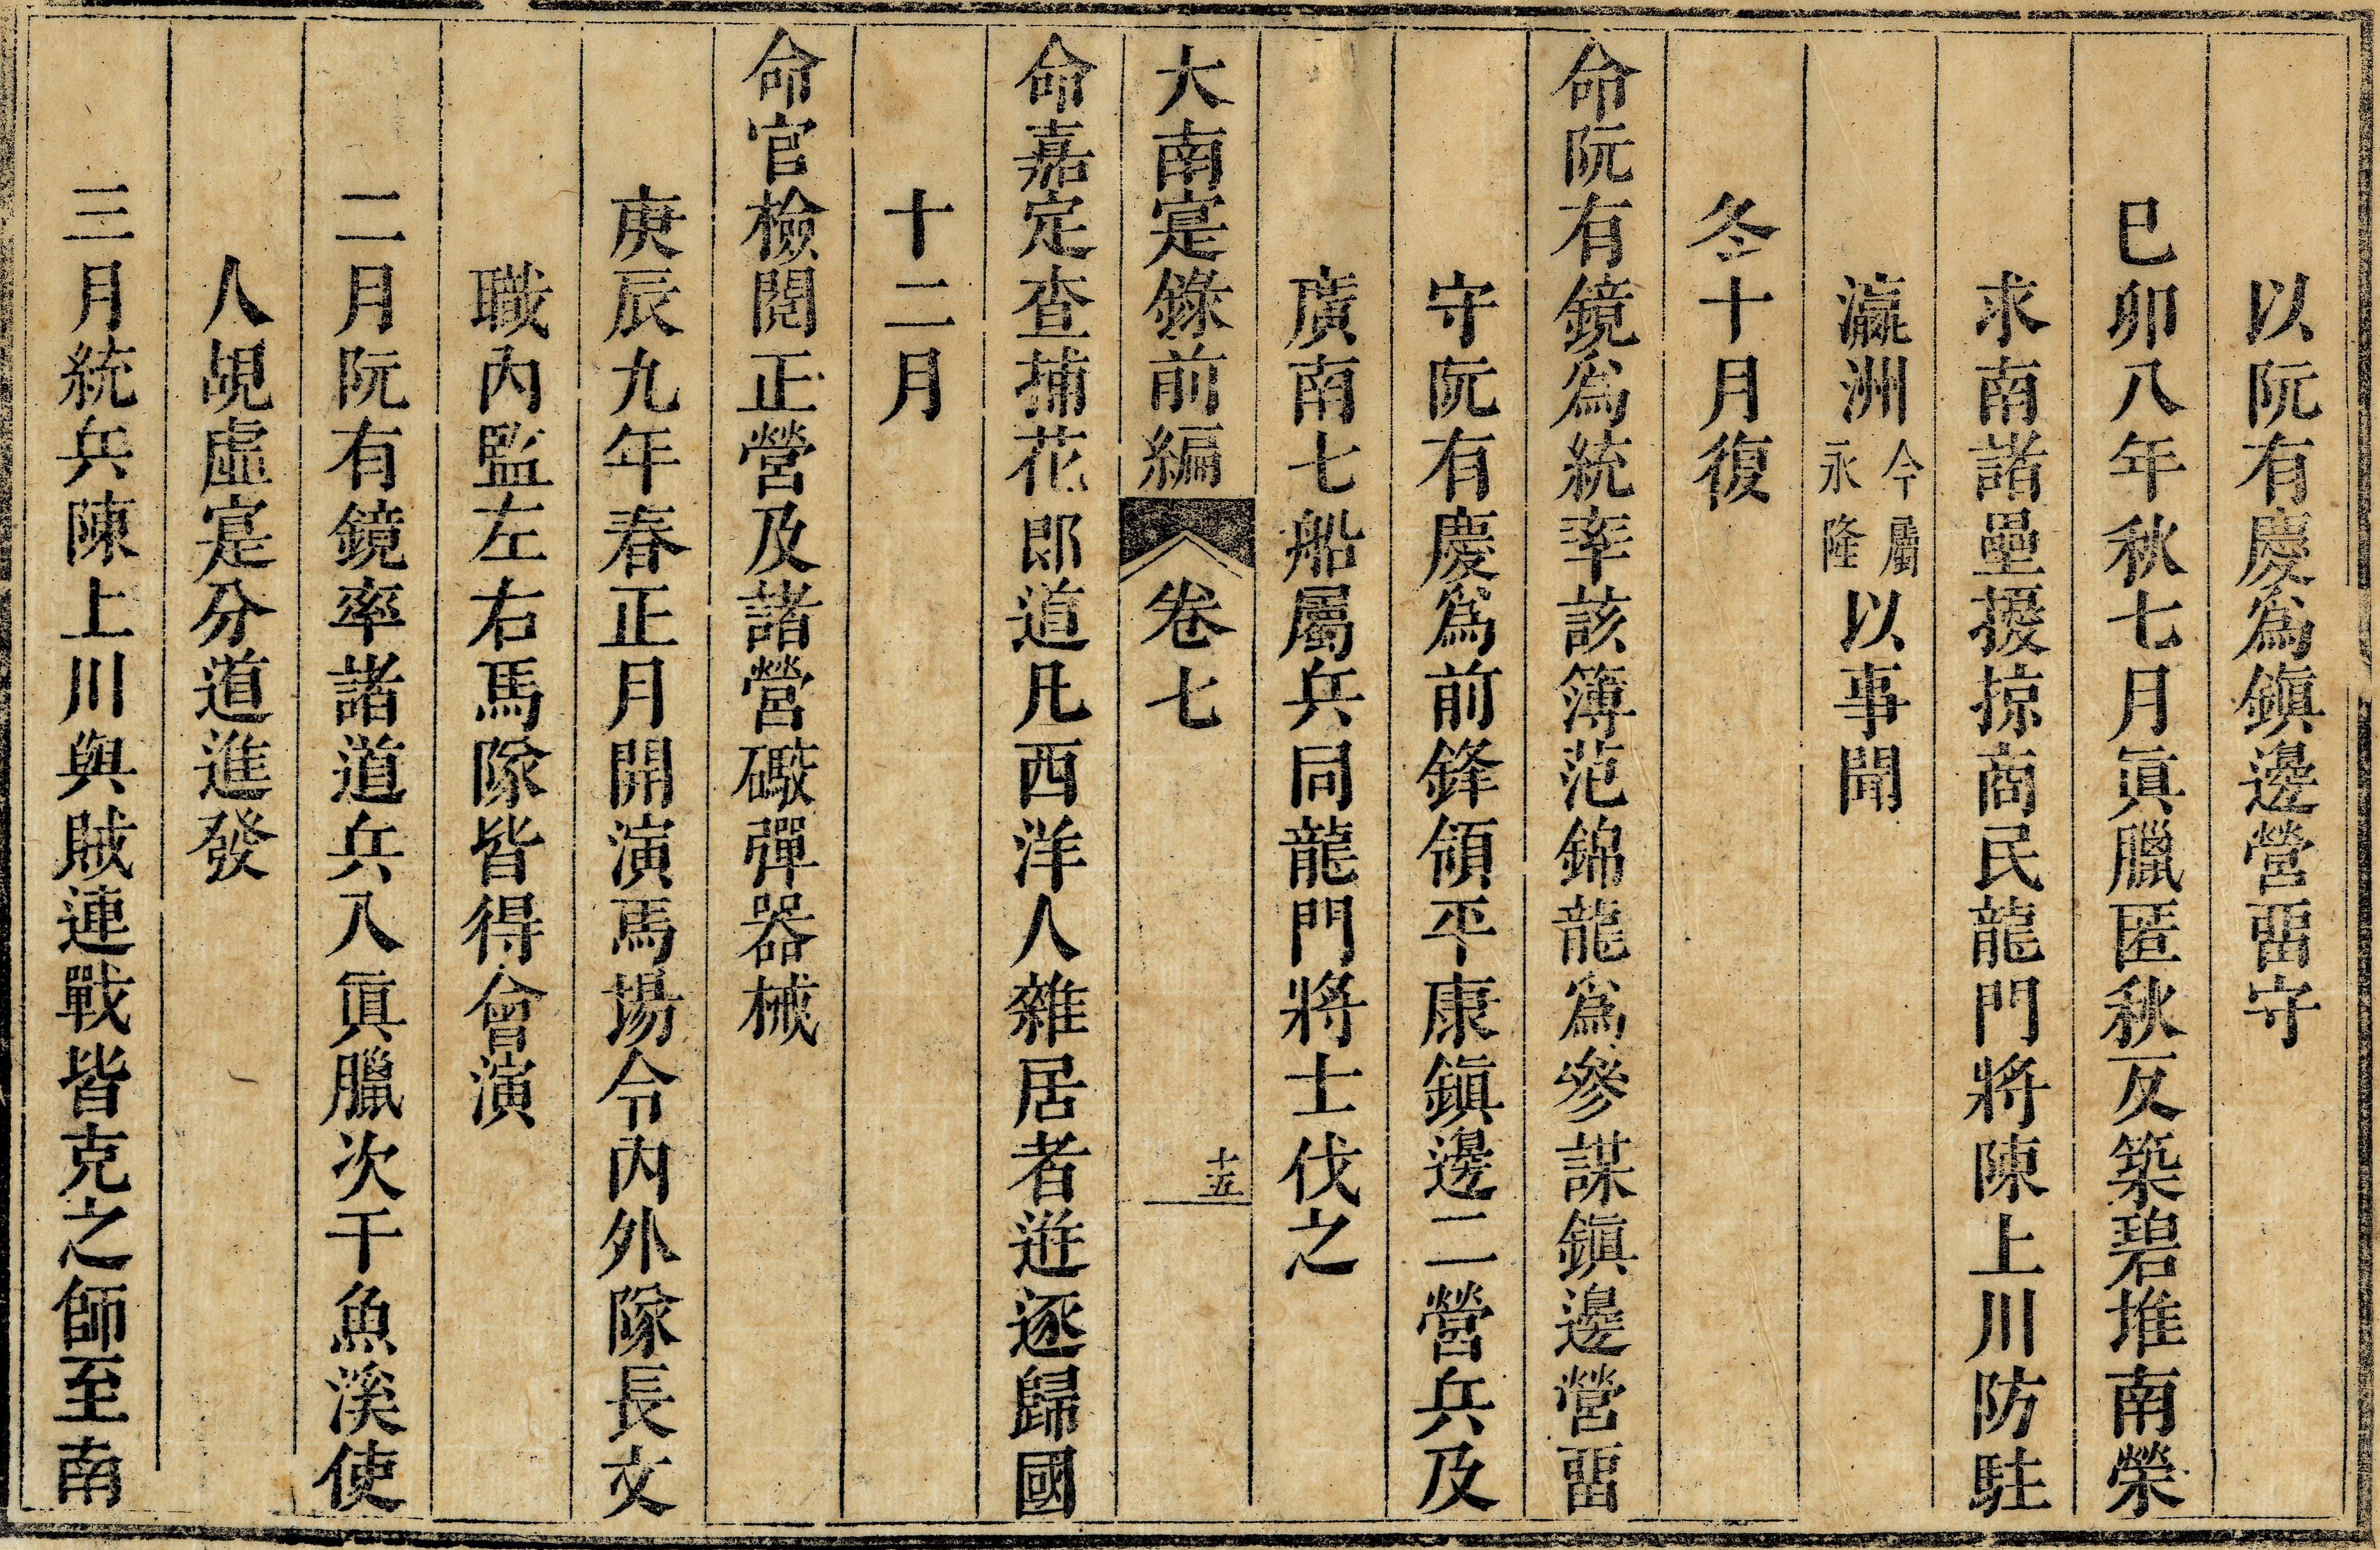 以阮有慶爲鎭邊營畱守
巳卯八年秋七月眞臘匿秋反築碧堆南榮
求南諸壘擾掠商民龍門將陳上川防駐
瀛洲今屬永隆以事聞
冬十月復
命阮有鏡爲統率該簿范錦龍爲參謀鎭邊營畱
守阮有慶爲前鋒領平康鎭邊二營兵及
廣南七船屬兵同龍門將士伐之
大南寔錄前編 卷七 十五
命嘉定查捕花郎道凡西洋人雜居者逬逐歸國
十二月
命官檢閱正營及諸營礮彈器械
庚辰九年春正月開演馬場令內外隊長文
職內監左右馬隊皆得會演
二月阮有鏡率諸道兵入眞臘次干魚溪使
人覘虛寔分道進發
三月統兵陳上川與賊連戰皆克之師至南